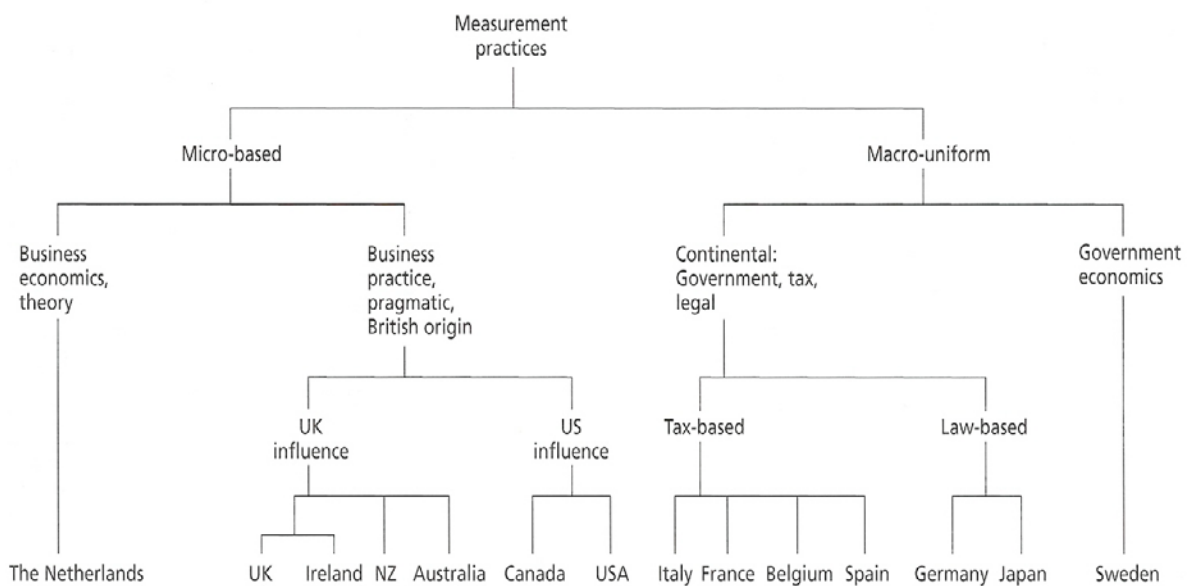 Measurement
practices
Micro-based
Macro-uniform
Business
economics,
theory
Business
practice,
pragmatic,
British origin
Continental:
Government, tax,
legal
Government
economics
UK
influence
US
influence
Tax-based
Law-based
The Netherlands
UK
Ireland
NZ
Australia
Canada
USA
Italy
France
Belgium
Spain
Germany
Japan
Sweden